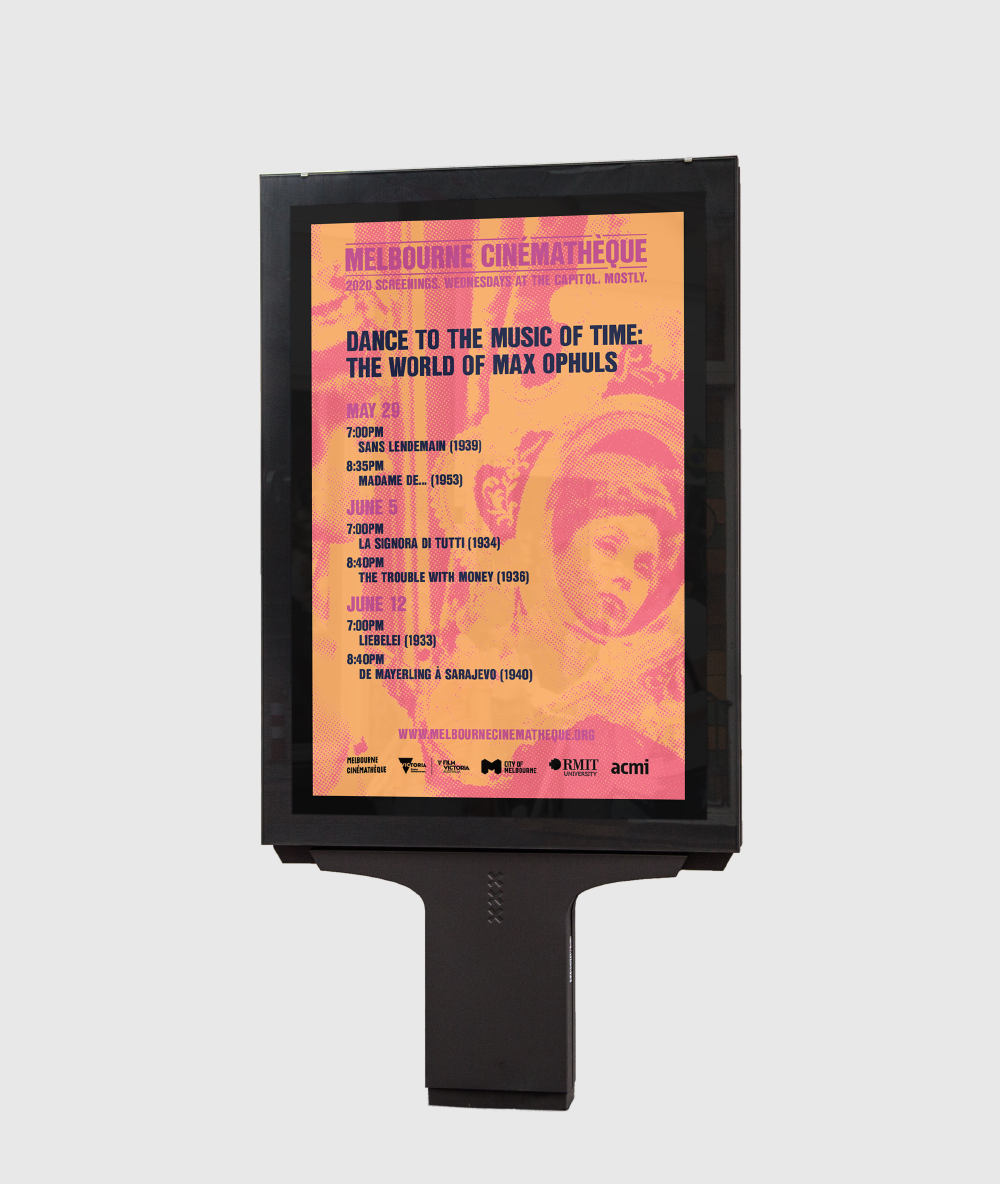 MELBOURNE CINÉMATHÈQUE
2020 SCREENINGS. WEDNESDAYS AT THE CAPITOL. MOSTLY.
DANCE TO THE MUSIC OF TIME:
THE WORLD OF MAX OPHULS
MAY 29
7:00PM
SANS LENDEMAIN (1939)
8:35PM
MADAME DE... (1953)
JUNE 5
7:00PM
LA SIGNORA DI TUTTI (1934)
8:40PM
THE TROUBLE WITH MONEY (1936)
JUNE 12
7:00PM
LIEBELEI (1933)
8:40PM
DE MAYERLING À SARAJEVO (1940)
WWW.MELBOURNECINEMATHEQUE.ORG
MELBOURNE
CINÉMATHÈQUE
VICTORIA
FILM
VICTORIA
CITY OF
MELBOURNE
RMIT
UNIVERSITY
acmi